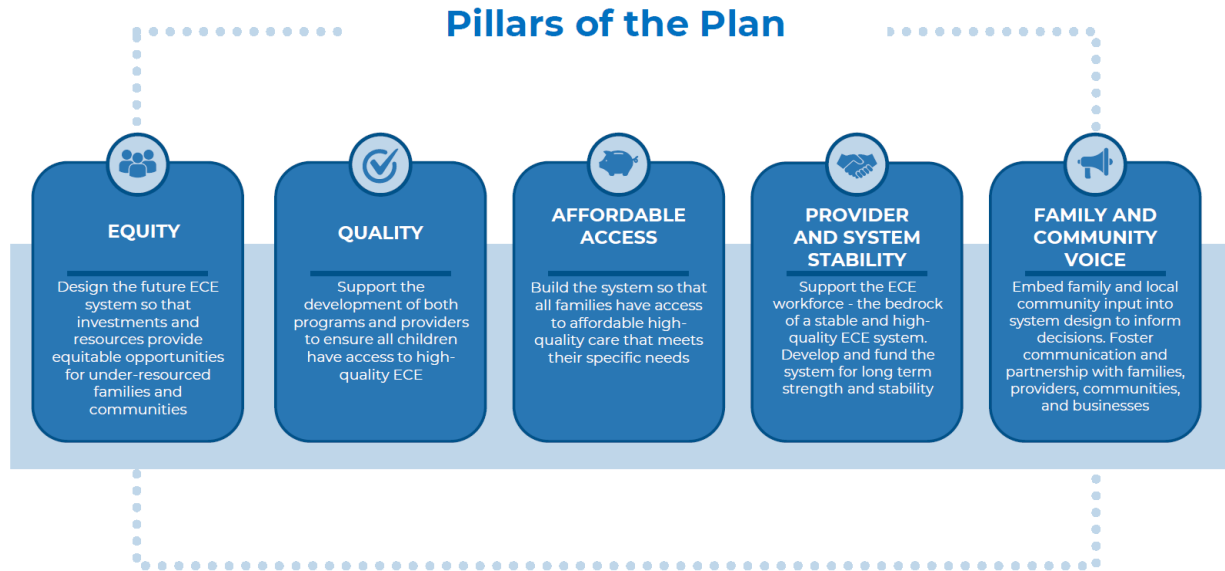 Pillars of the Plan
EQUITY
Design the future ECE
system so that
investments and
resources provide
equitable opportunities
for under-resourced
families and
communities
QUALITY
Support the
development of both
programs and providers
to ensure all children
have access to high-
quality ECE
AFFORDABLE
ACCESS
Build the system so that
all families have access
to affordable high-
quality care that meets
their specific needs
PROVIDER
AND SYSTEM
STABILITY
Support the ECE
workforce - the bedrock
of a stable and high-
quality ECE system.
Develop and fund the
system for long term
strength and stability
FAMILY AND
COMMUNITY
VOICE
Embed family and local
community input into
system design to inform
decisions. Foster
communication and
partnership with families,
providers, communities,
and businesses